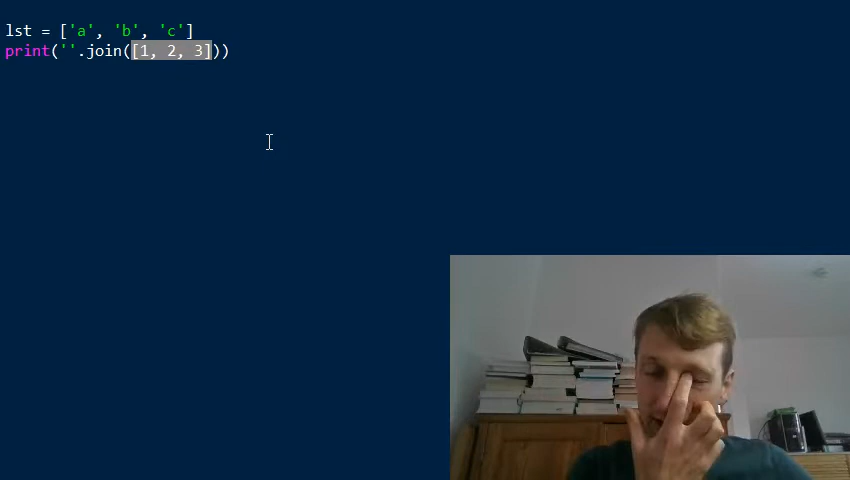 lst = ['a', 'b', 'c']
print(''.join([1, 2, 3]))